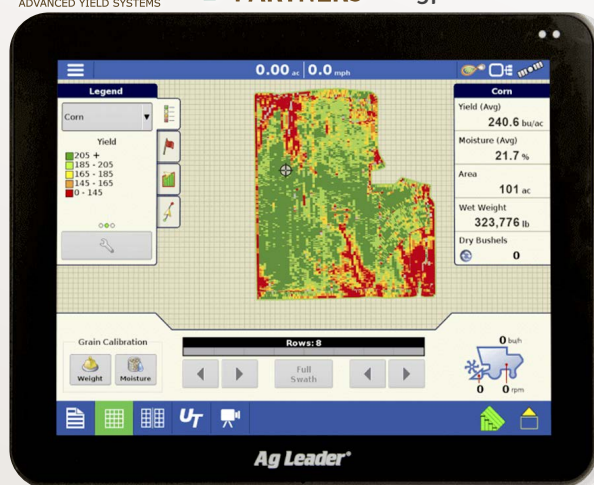 ADVANCED YIELD SYSTEMS
PARTNERS
0.00 ac 0.0 mph
Legend
Corn
Yield
205 +
185 - 205
165 - 185
145 - 165
0 - 145
Corn
Yield (Avg)
240.6 bu/ac
Moisture (Avg)
21.7 %
Area
101 ac
Wet Weight
323,776 lb
Dry Bushels
0
Grain Calibration
Weight
Moisture
Rows: 8
Full
Swath
0 bu/h
0
0 rpm
UT
Ag Leader®